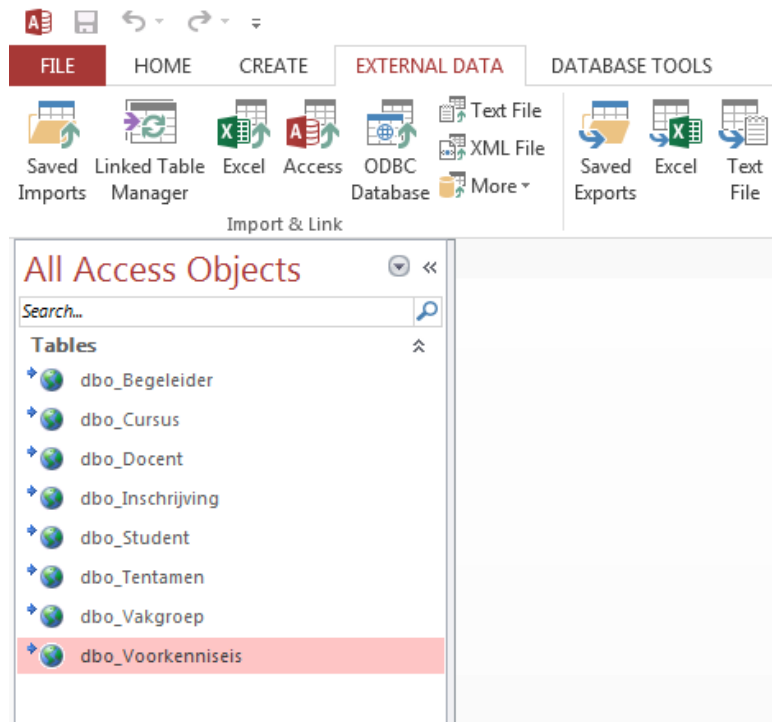 FILE HOME CREATE EXTERNAL DATA DATABASE TOOLS
Saved Imports
Linked Table Manager
Excel
Access
ODBC Database
Text File
XML File
More
Saved Exports
Excel
Text File
Import & Link
All Access Objects
Search...
Tables
dbo_Begeleider
dbo_Cursus
dbo_Docent
dbo_Inschrijving
dbo_Student
dbo_Tentamen
dbo_Vakgroep
dbo_Voorkenniseis